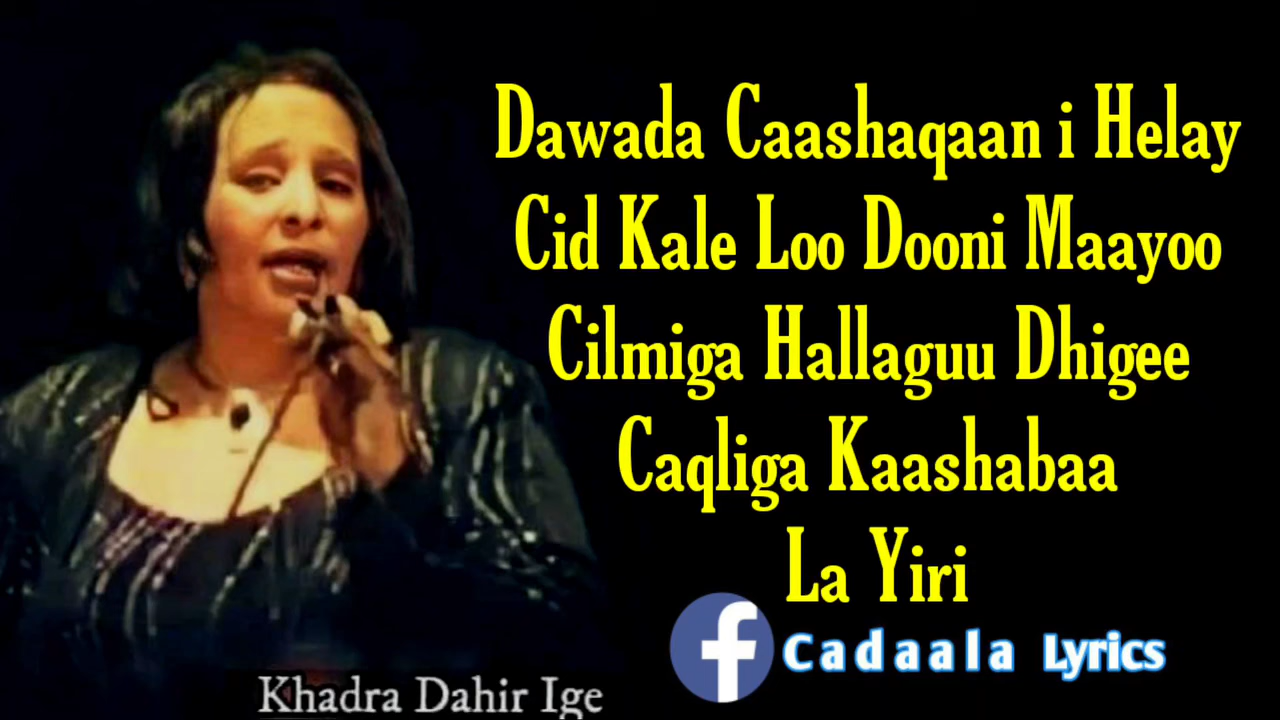 Dawada Caashaqaan i Helay
Cid Kale Loo Dooni Maayoo
Cilmiga Hallaguu Dhigee
Caqliga Kaashabaa
La Yiri
f Cadaala Lyrics
Khadra Dahir Ige